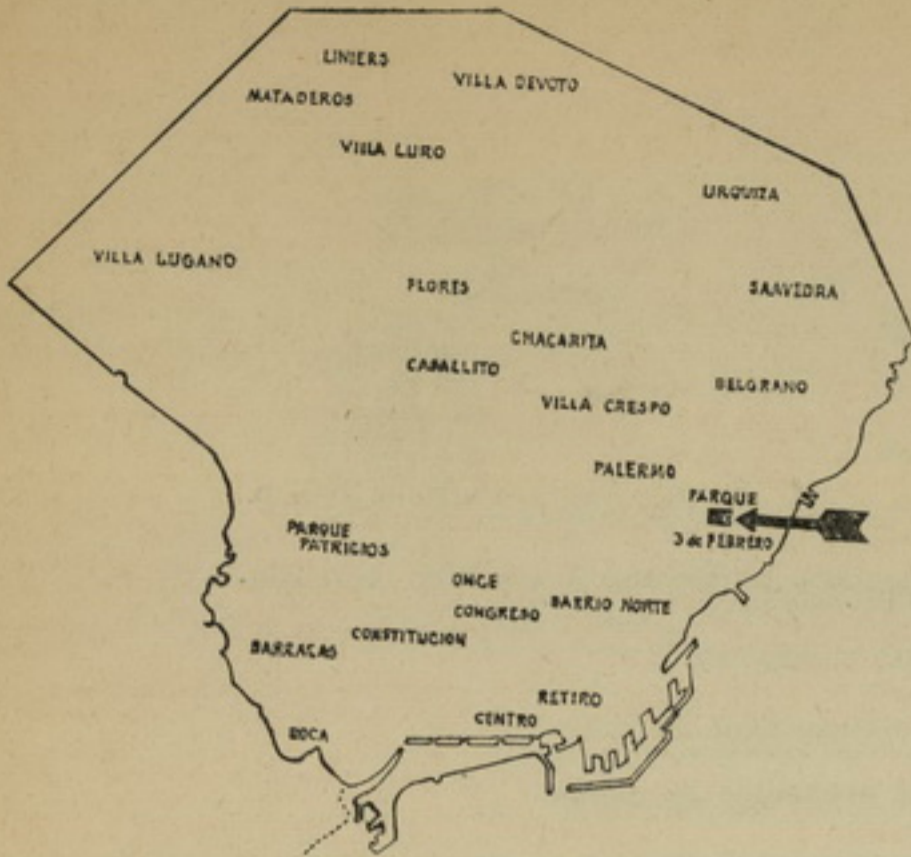 LINIERS
VILLA DEVOTO
MATADEROS
VILLA LURO
URQUIZA
VILLA LUGANO
FLORES
SAAVEDRA
CHACARITA
CABALLITO
BELGRANO
VILLA CRESPO
PALERMO
PARQUE
3 de FEBRERO
PARQUE
PATRICIOS
ONCE
CONGRESO
BARRIO NORTE
CONSTITUCION
BARRACAS
RETIRO
CENTRO
BOCA